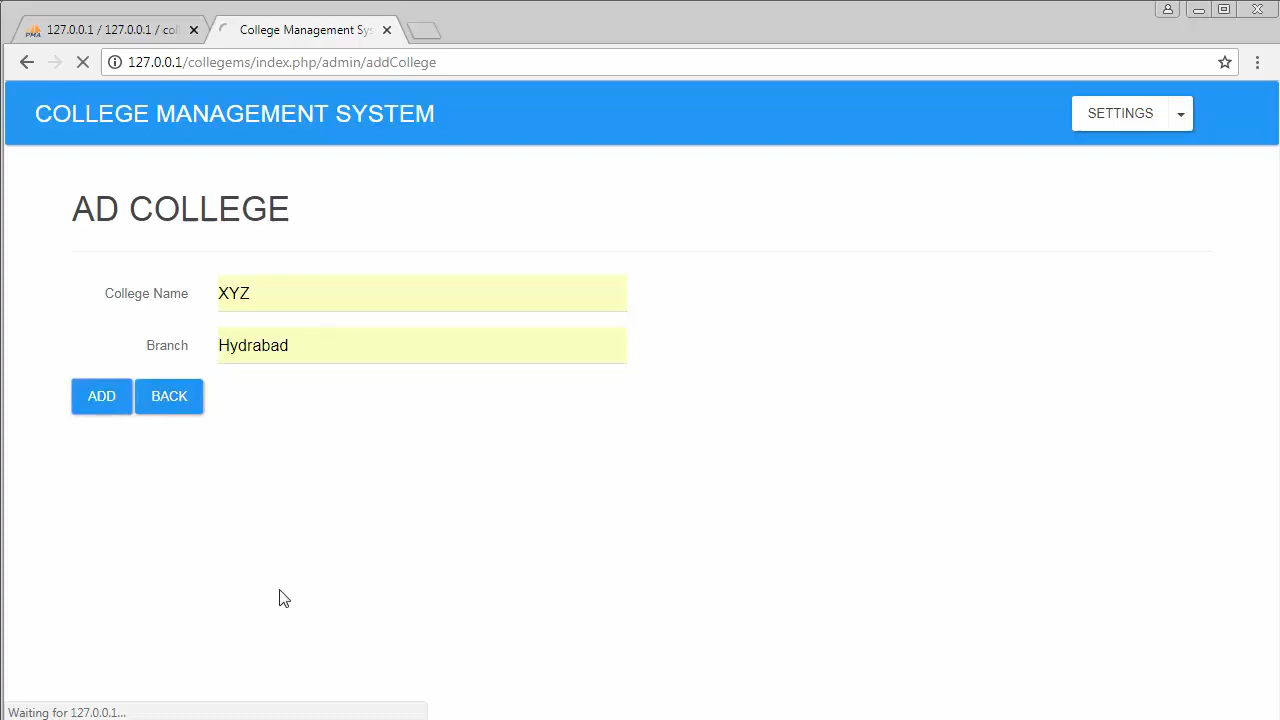 127.0.0.1 / 127.0.0.1 / col
College Management Sys
127.0.0.1/collegems/index.php/admin/addCollege
COLLEGE MANAGEMENT SYSTEM
SETTINGS
AD COLLEGE
College Name XYZ
Branch Hydrabad
ADD BACK
Waiting for 127.0.0.1...